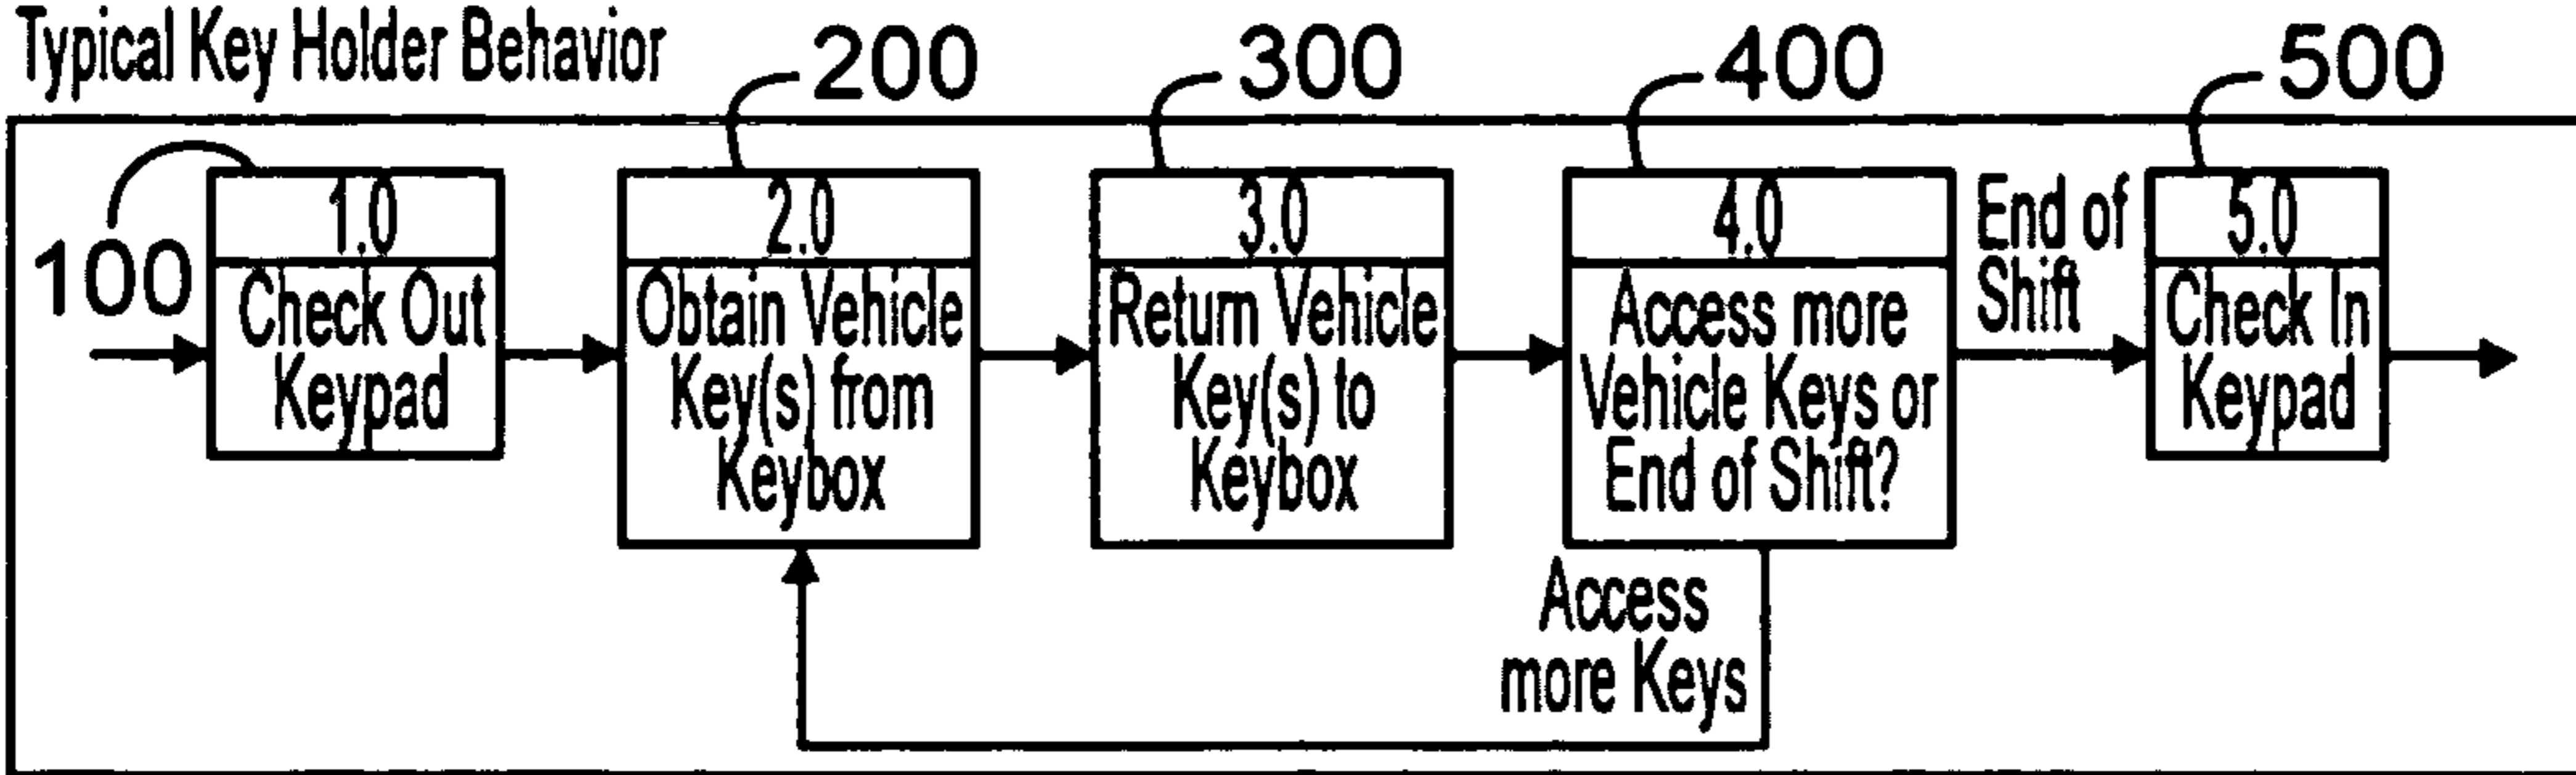 Typical Key Holder Behavior
200
300
400
500
100
1.0
Check Out
Keypad
2.0
Obtain Vehicle
Key(s) from
Keybox
3.0
Return Vehicle
Key(s) to
Keybox
4.0
Access more
Vehicle Keys or
End of Shift?
End of
Shift
5.0
Check In
Keypad
Access
more Keys